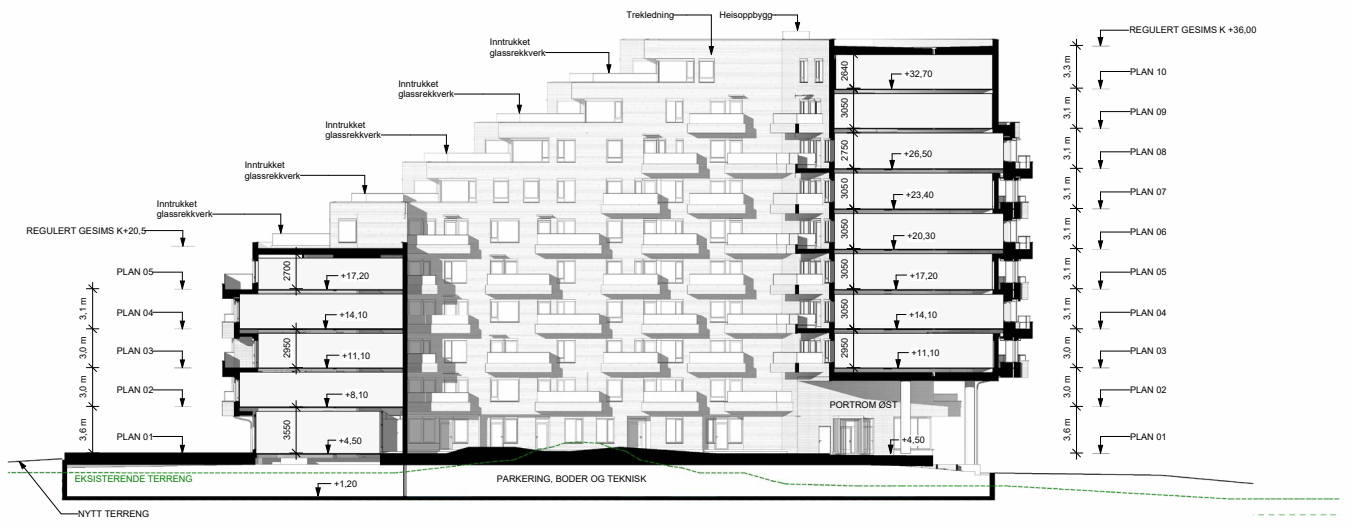 Trekledning
Heisoppbygg
REGULERT GESIMS K +36,00
Inntrukket
glassrekkverk
Inntrukket
glassrekkverk
Inntrukket
glassrekkverk
Inntrukket
glassrekkverk
Inntrukket
glassrekkverk
REGULERT GESIMS K+20,5
PLAN 05
PLAN 04
PLAN 03
PLAN 02
PLAN 01
3,1 m
3,0 m
3,0 m
3,6 m
2700
+17,20
+14,10
2950
+11,10
+8,10
3550
+4,50
+1,20
2640
+32,70
3050
2750
+26,50
3050
+23,40
3050
+20,30
3050
+17,20
3050
+14,10
2950
+11,10
PORTROM ØST
+4,50
3,3 m
PLAN 10
3,1 m
PLAN 09
3,1 m
PLAN 08
3,1 m
PLAN 07
3,1 m
PLAN 06
3,1 m
PLAN 05
3,1 m
PLAN 04
3,0 m
PLAN 03
3,0 m
PLAN 02
3,6 m
PLAN 01
EKSISTERENDE TERRENG
PARKERING, BODER OG TEKNISK
NYTT TERRENG